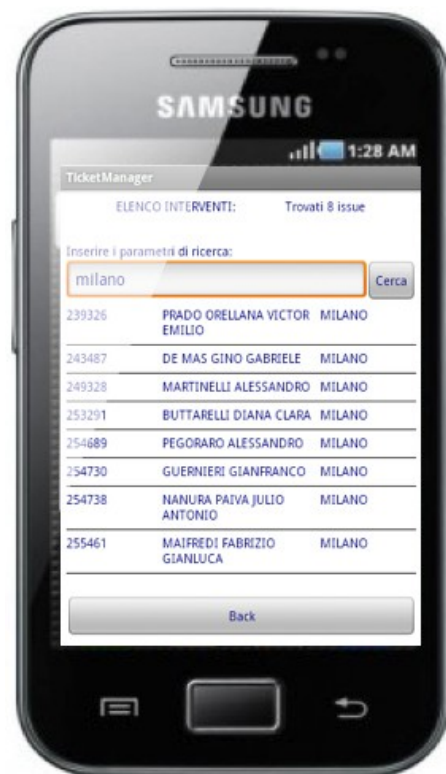 SAMSUNG
1:28 AM
TicketManager
ELENCO INTERVENTI: Trovati 8 issue
Inserire i parametri di ricerca:
milano Cerca
239326 PRADO ORELLANA VICTOR MILANO
EMILIO
243487 DE MAS GINO GABRIELE MILANO
249328 MARTINELLI ALESSANDRO MILANO
253291 BUTTARELLI DIANA CLARA MILANO
254689 PEGORARO ALESSANDRO MILANO
254730 GUERNIERI GIANFRANCO MILANO
254738 NANURA PAIVA JULIO MILANO
ANTONIO
255461 MAIFREDI FABRIZIO MILANO
GIANLUCA
Back